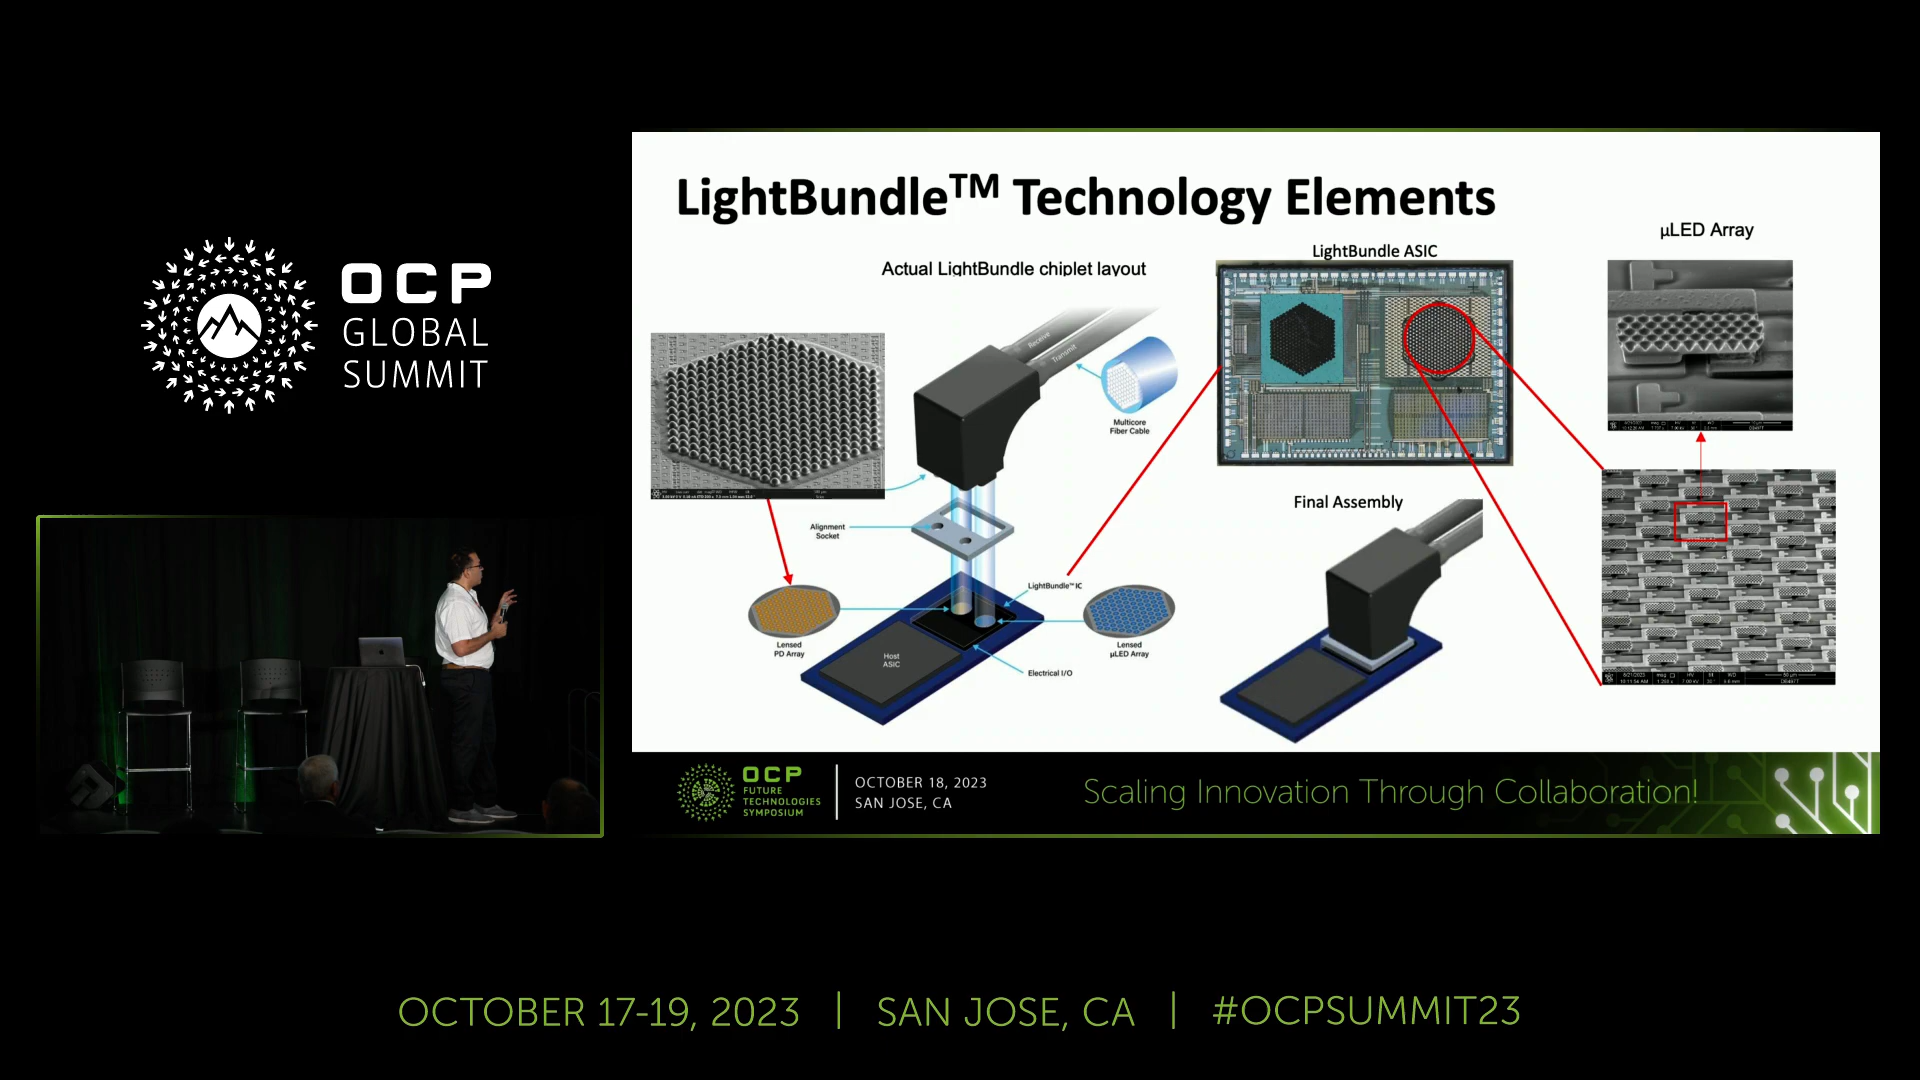 OCP
GLOBAL
SUMMIT
LightBundle™ Technology Elements
Actual LightBundle chiplet layout
LightBundle ASIC
µLED Array
Receive
Transmit
Multicore
Fiber Cable
Final Assembly
Alignment
Socket
LightBundle™ IC
Lensed
PD Array
Host
ASIC
Lensed
µLED Array
Electrical I/O
OCP
FUTURE
TECHNOLOGIES
SYMPOSIUM
OCTOBER 18, 2023
SAN JOSE, CA
Scaling Innovation Through Collaboration!
OCTOBER 17-19, 2023 | SAN JOSE, CA | #OCPSUMMIT23